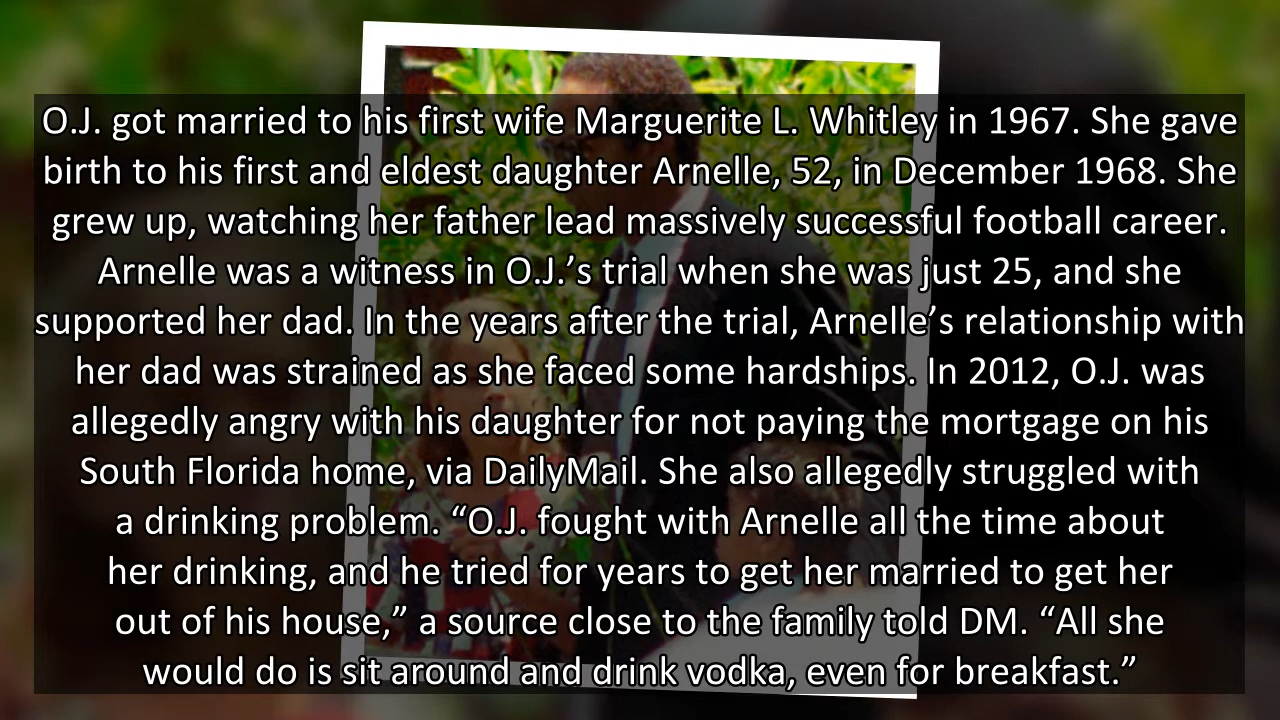 O.J. got married to his first wife Marguerite L. Whitley in 1967. She gave
birth to his first and eldest daughter Arnelle, 52, in December 1968. She
grew up, watching her father lead massively successful football career.
Arnelle was a witness in O.J.’s trial when she was just 25, and she
supported her dad. In the years after the trial, Arnelle’s relationship with
her dad was strained as she faced some hardships. In 2012, O.J. was
allegedly angry with his daughter for not paying the mortgage on his
South Florida home, via DailyMail. She also allegedly struggled with
a drinking problem. “O.J. fought with Arnelle all the time about
her drinking, and he tried for years to get her married to get her
out of his house,” a source close to the family told DM. “All she
would do is sit around and drink vodka, even for breakfast.”